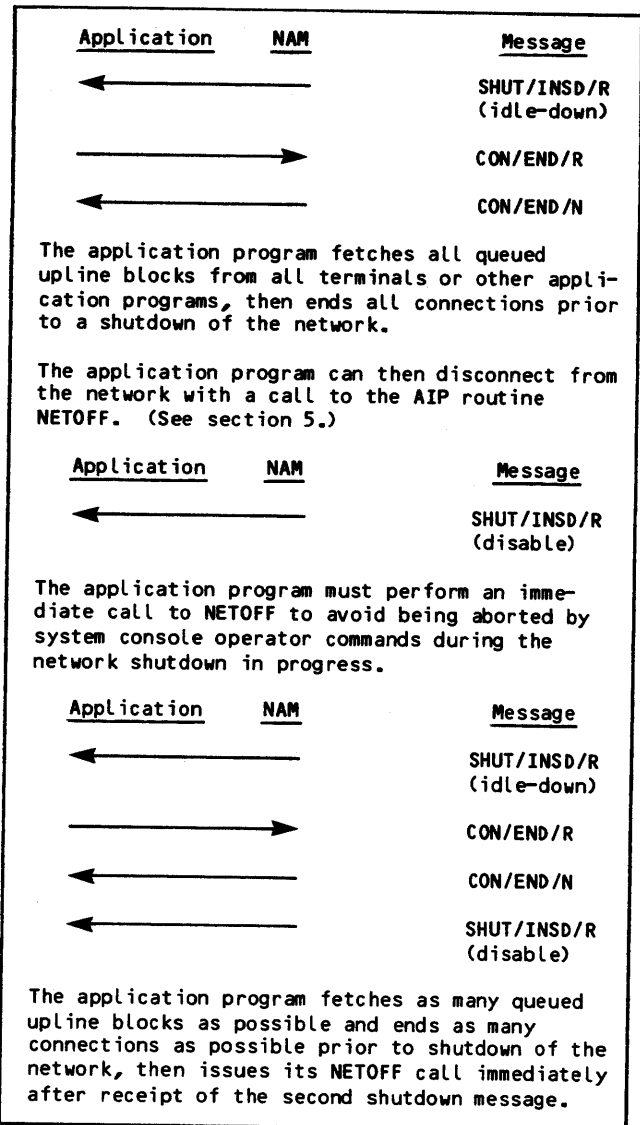 Application NAM Message
SHUT/INSD/R
(idle-down)
CON/END/R
CON/END/N
The application program fetches all queued
upline blocks from all terminals or other appli-
cation programs, then ends all connections prior
to a shutdown of the network.
The application program can then disconnect from
the network with a call to the AIP routine
NETOFF. (See section 5.)
Application NAM Message
SHUT/INSD/R
(disable)
The application program must perform an imme-
diate call to NETOFF to avoid being aborted by
system console operator commands during the
network shutdown in progress.
Application NAM Message
SHUT/INSD/R
(idle-down)
CON/END/R
CON/END/N
SHUT/INSD/R
(disable)
The application program fetches as many queued
upline blocks as possible and ends as many
connections as possible prior to shutdown of the
network, then issues its NETOFF call immediately
after receipt of the second shutdown message.